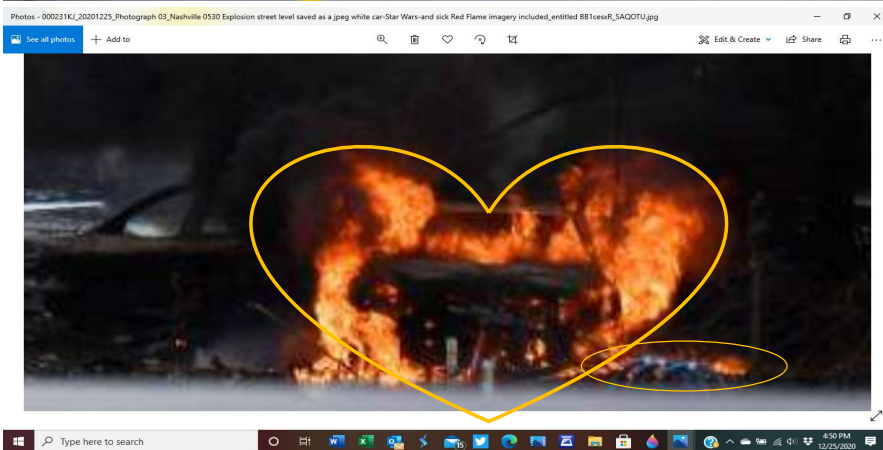 Photos - 000231KJ_20201225_Photograph 03_Nashville 0530 Explosion street level saved as a jpeg white car-Star Wars-and sick Red Flame imagery included_entitled BB1cesxR_SAQOTU.jpg
See all photos + Add to Edit & Create Share
Type here to search 15 4:50 PM
12/25/2020